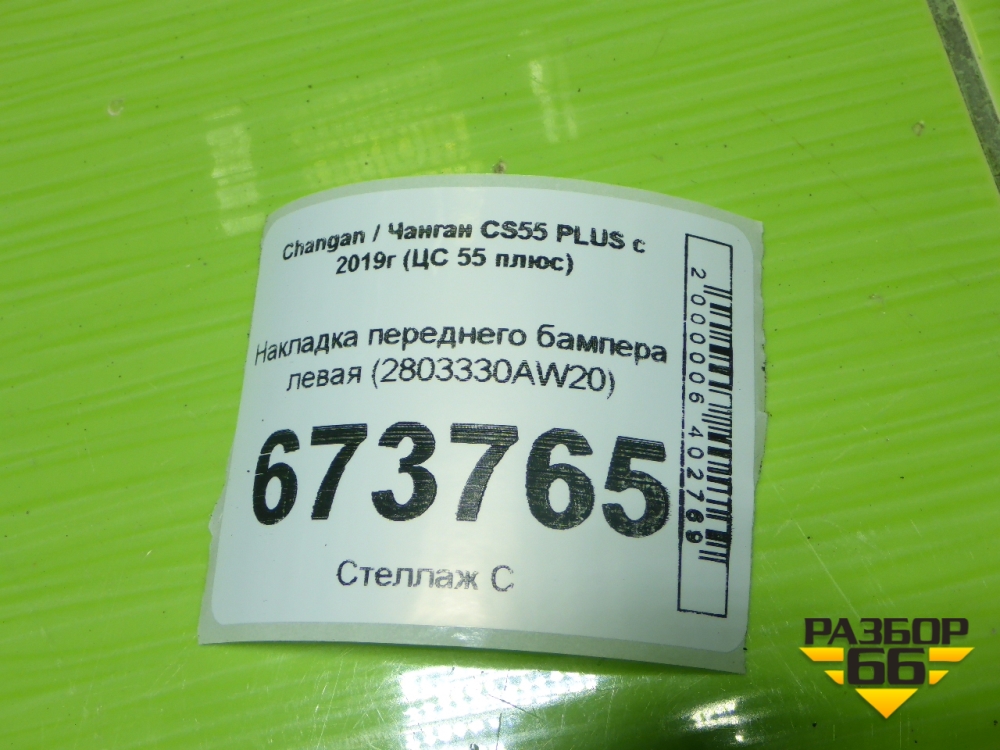 Changan / Чанган CS55 PLUS с
2019г (ЦС 55 плюс)
Накладка переднего бампера
левая (2803330AW20)
673765
Стеллаж С
2000006402769
РАЗБОР
66